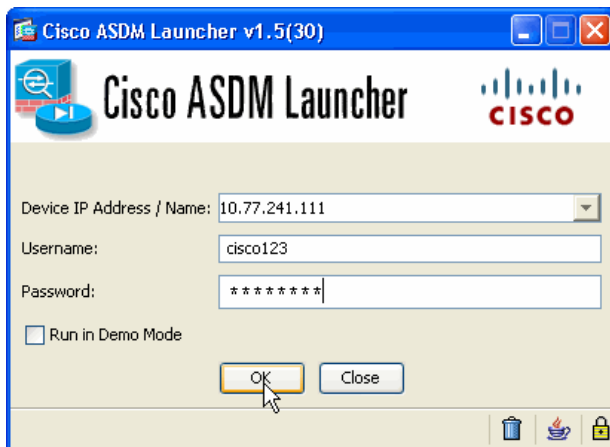 Cisco ASDM Launcher v1.5(30)
Cisco ASDM Launcher
CISCO
Device IP Address / Name: 10.77.241.111
Username: cisco123
Password: ********
Run in Demo Mode
OK Close